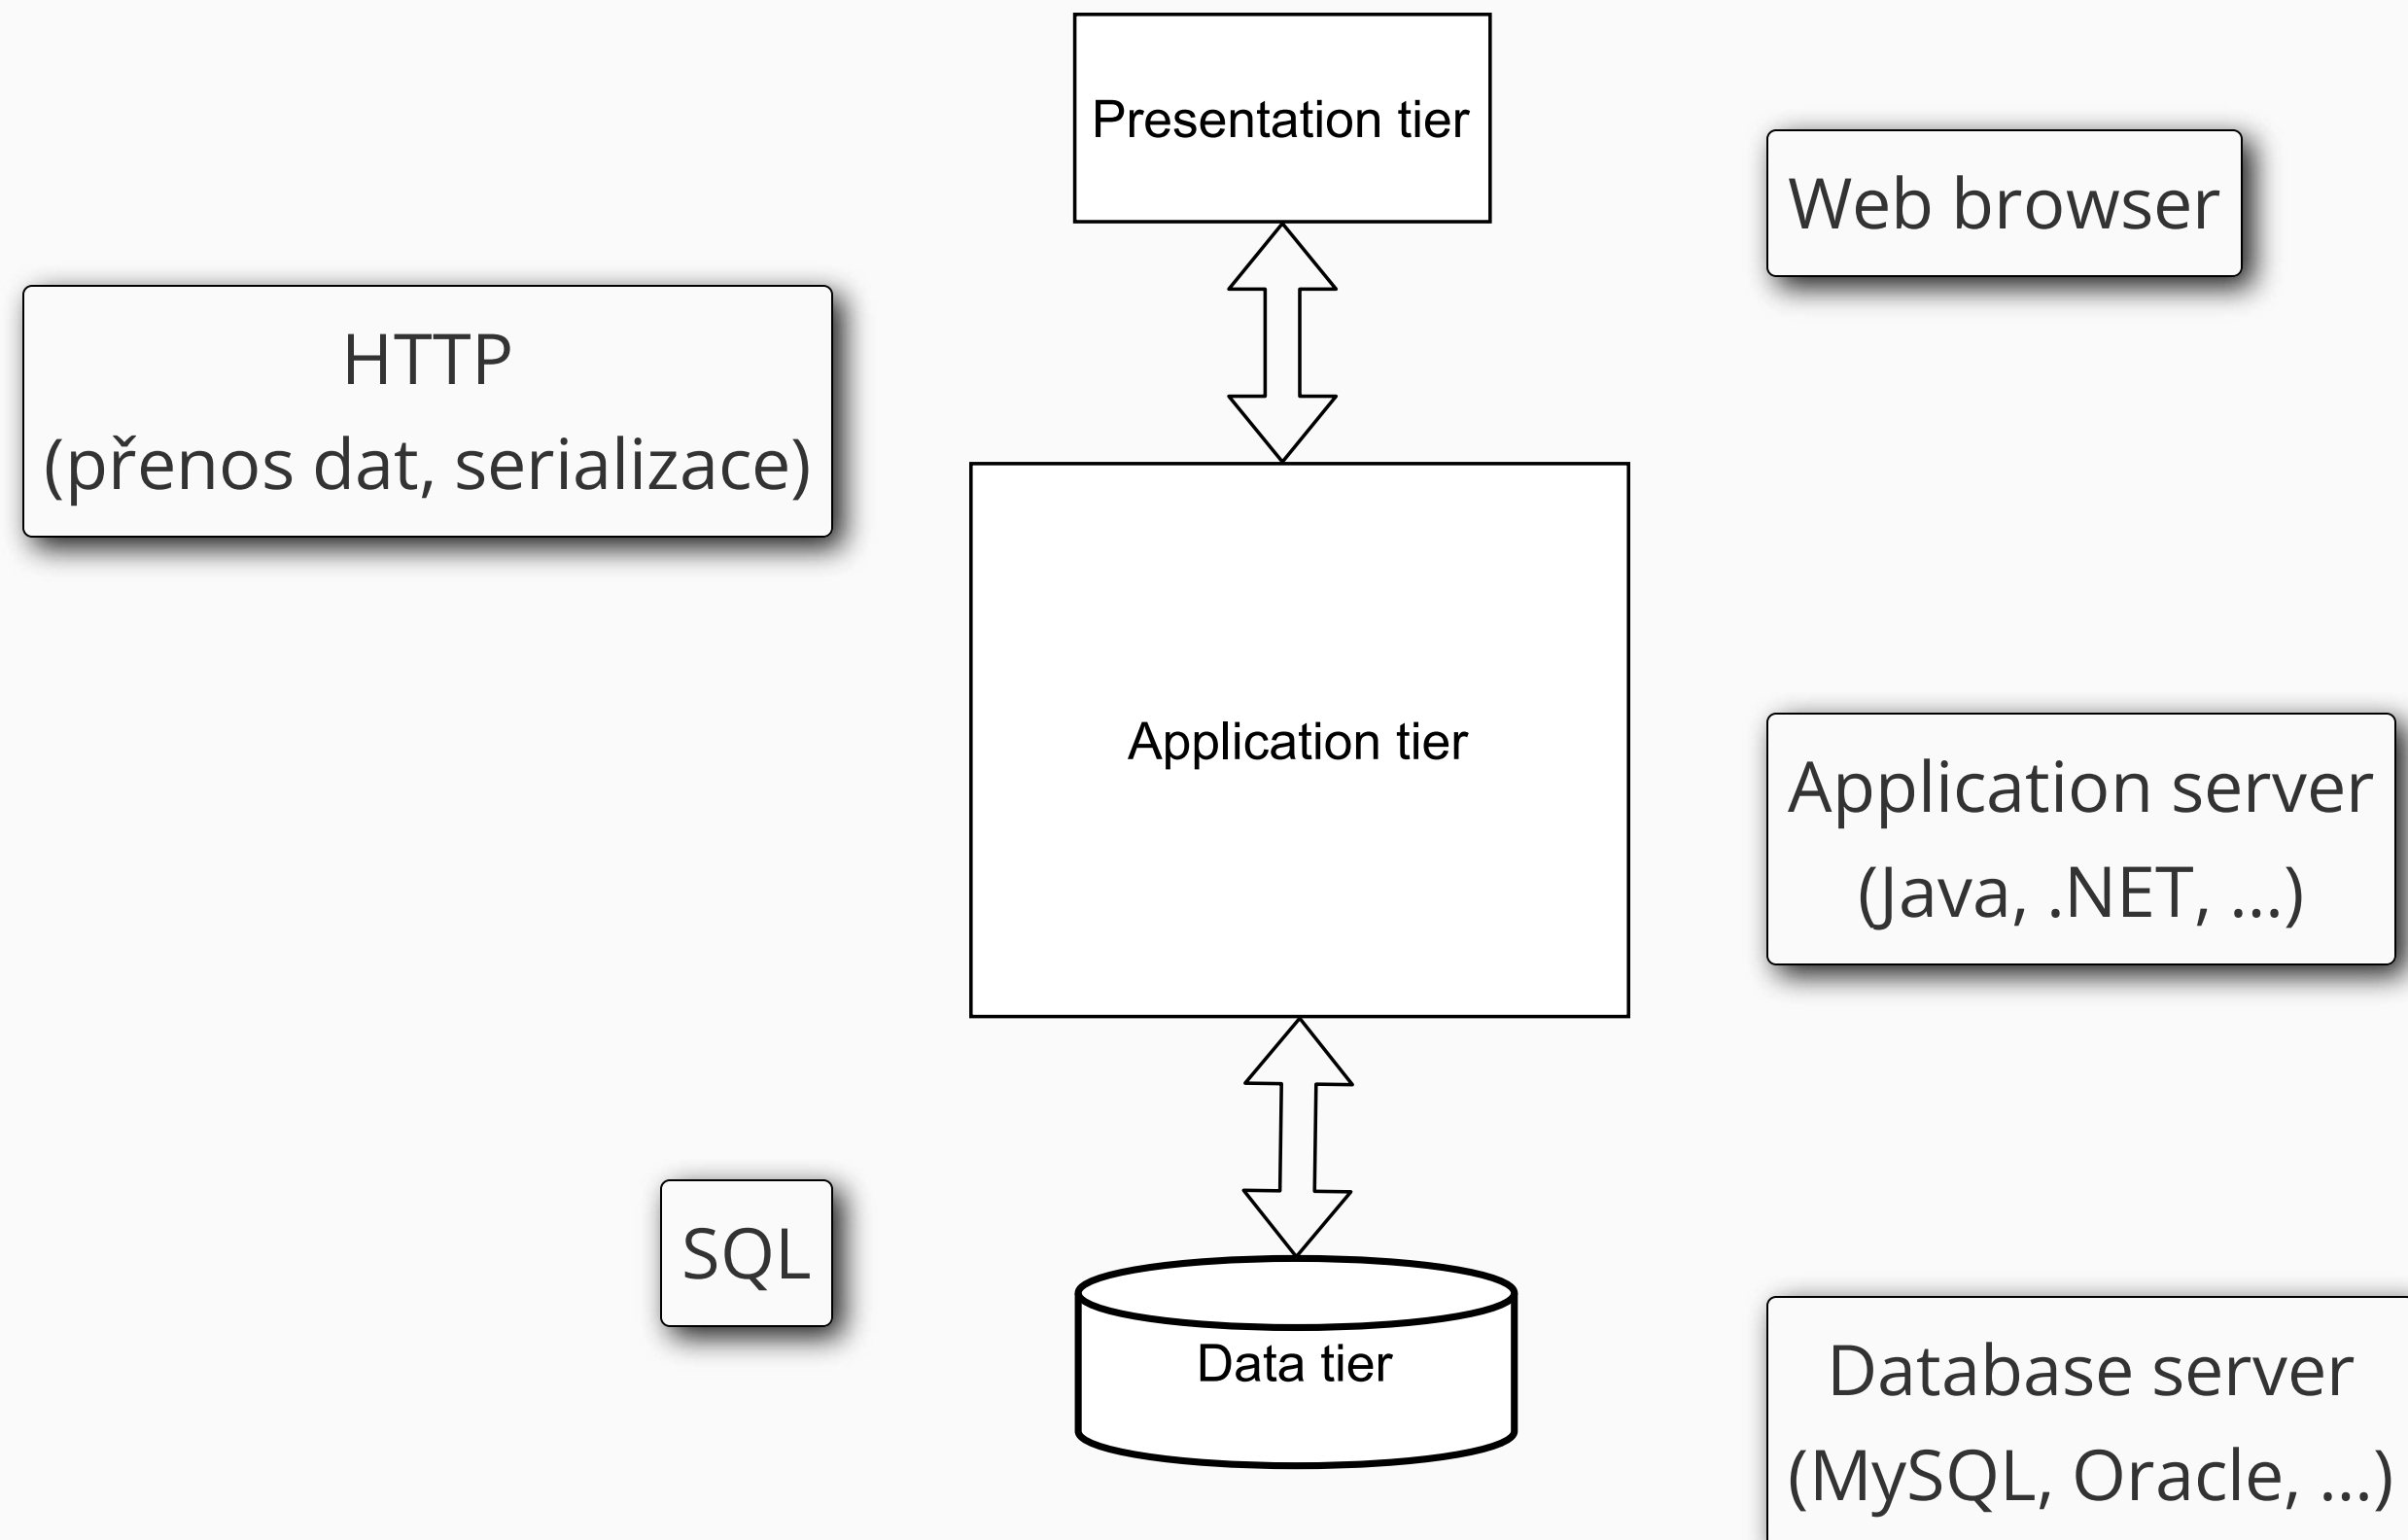 Presentation tier
Web browser
HTTP
(přenos dat, serializace)
Application tier
Application server
(Java, .NET, ...)
SQL
Data tier
Database server
(MySQL, Oracle, ...)